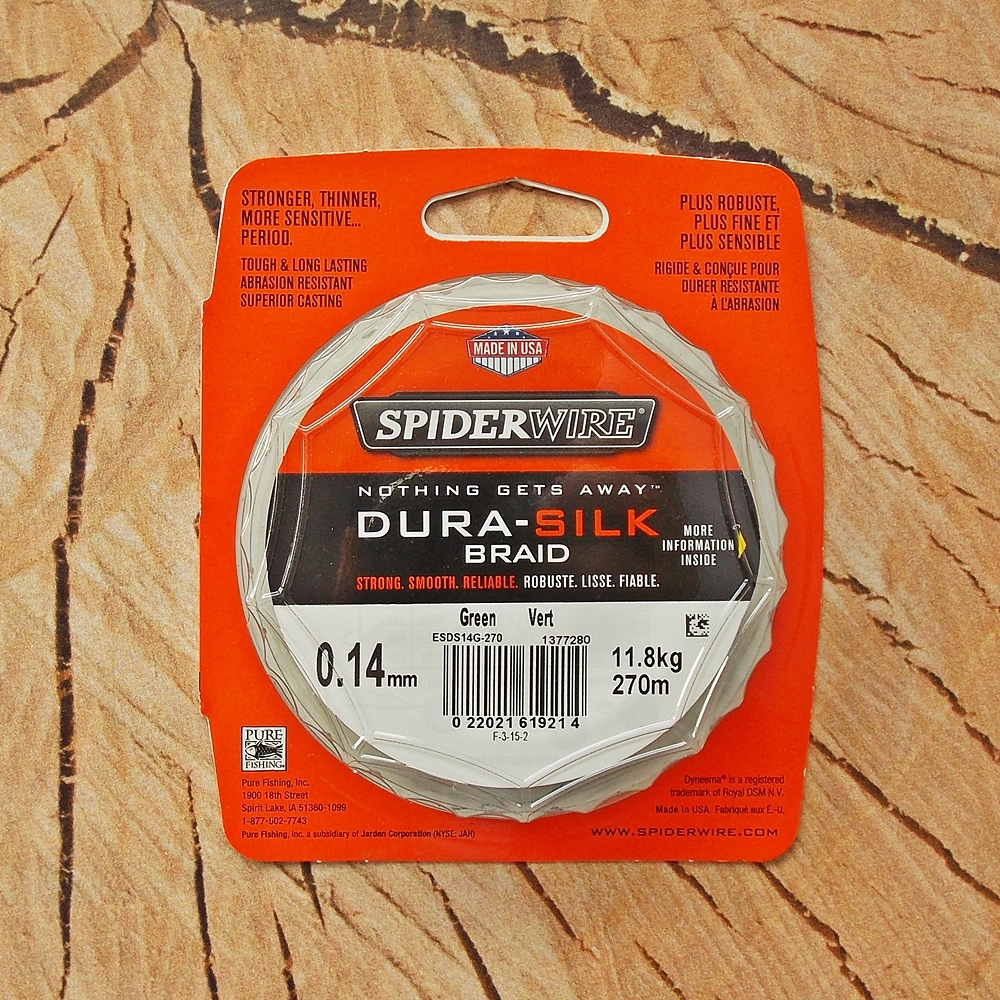 STRONGER, THINNER,
MORE SENSITIVE...
PERIOD.
TOUGH & LONG LASTING
ABRASION RESISTANT
SUPERIOR CASTING
PLUS ROBUSTE,
PLUS FINE ET
PLUS SENSIBLE
RIGIDE & CONÇUE POUR
DURER RÉSISTANTE
À L'ABRASION
MADE IN USA
SPIDERWIRE®
NOTHING GETS AWAY™
DURA-SILK
BRAID
MORE
INFORMATION
INSIDE
STRONG. SMOOTH. RELIABLE. ROBUSTE. LISSE. FIABLE.
Green Vert
ESDS14G-270 1377280
0.14mm
11.8kg
270m
0 22021 61921 4
F-3-15-2
PURE
FISHING®
Pure Fishing, Inc.
1900 18th Street
Spirit Lake, IA 51360-1099
1-877-502-7743
Pure Fishing, Inc. a subsidiary of Jarden Corporation (NYSE: JAH)
Dyneema® is a registered
trademark of Royal DSM N.V.
Made in USA. Fabriqué aux É.-U.
WWW.SPIDERWIRE.COM